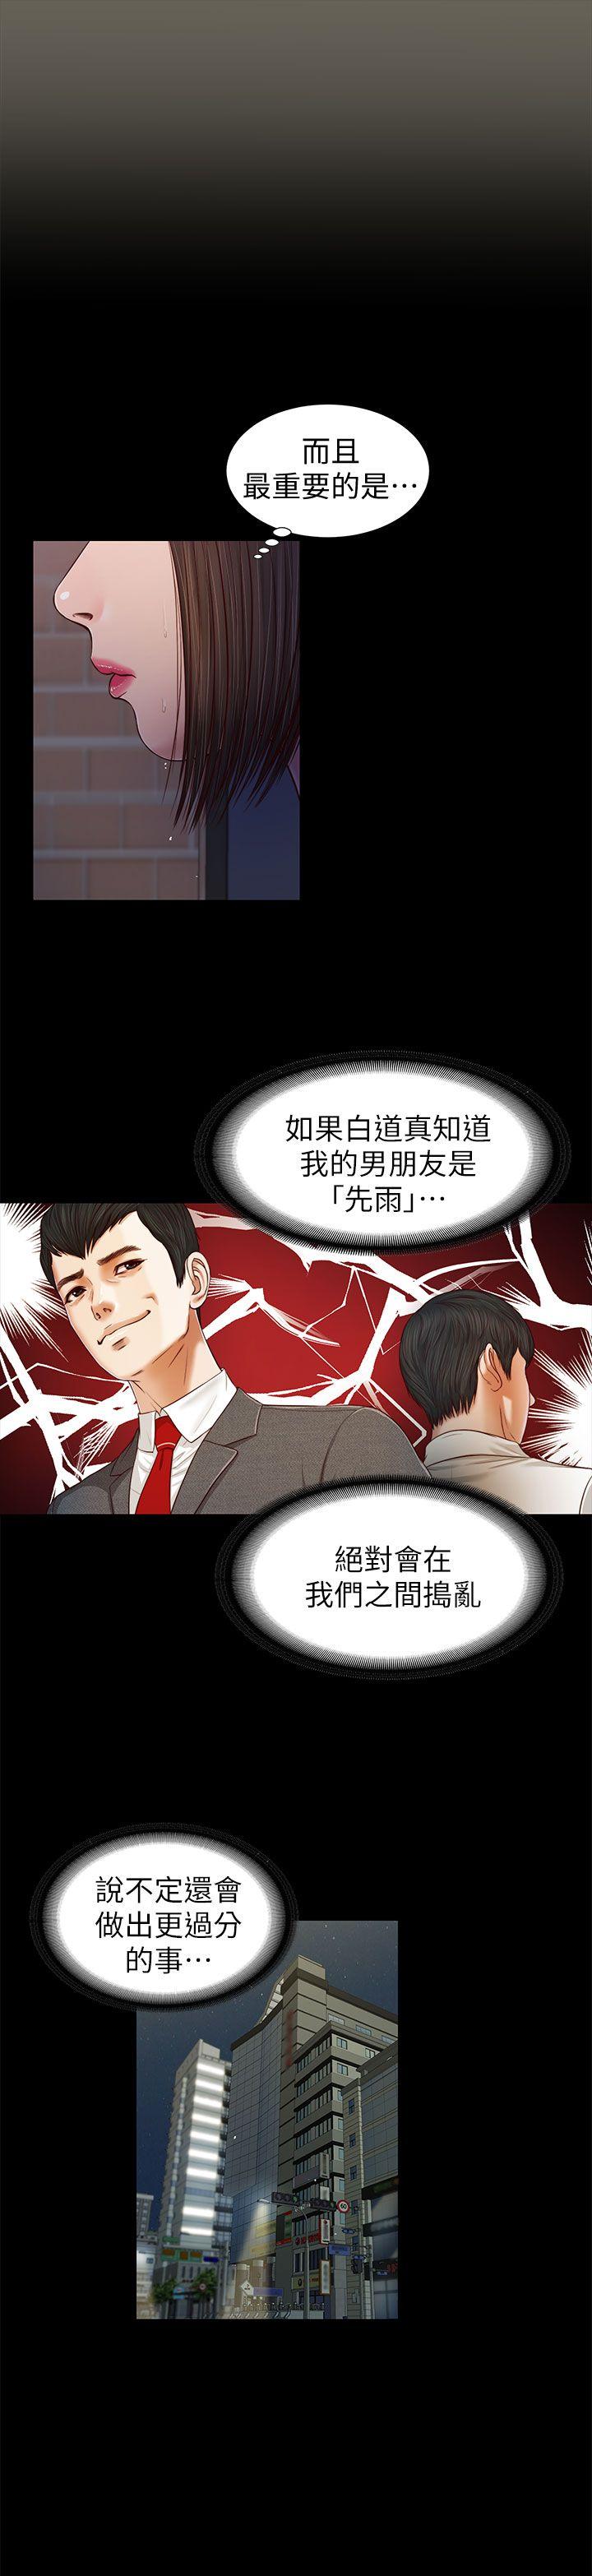 而且
最重要的是⋯
如果白道真知道
我的男朋友是
「先雨」⋯
絕對會在
我們之間搗亂
說不定還會
做出更過分
的事⋯
60